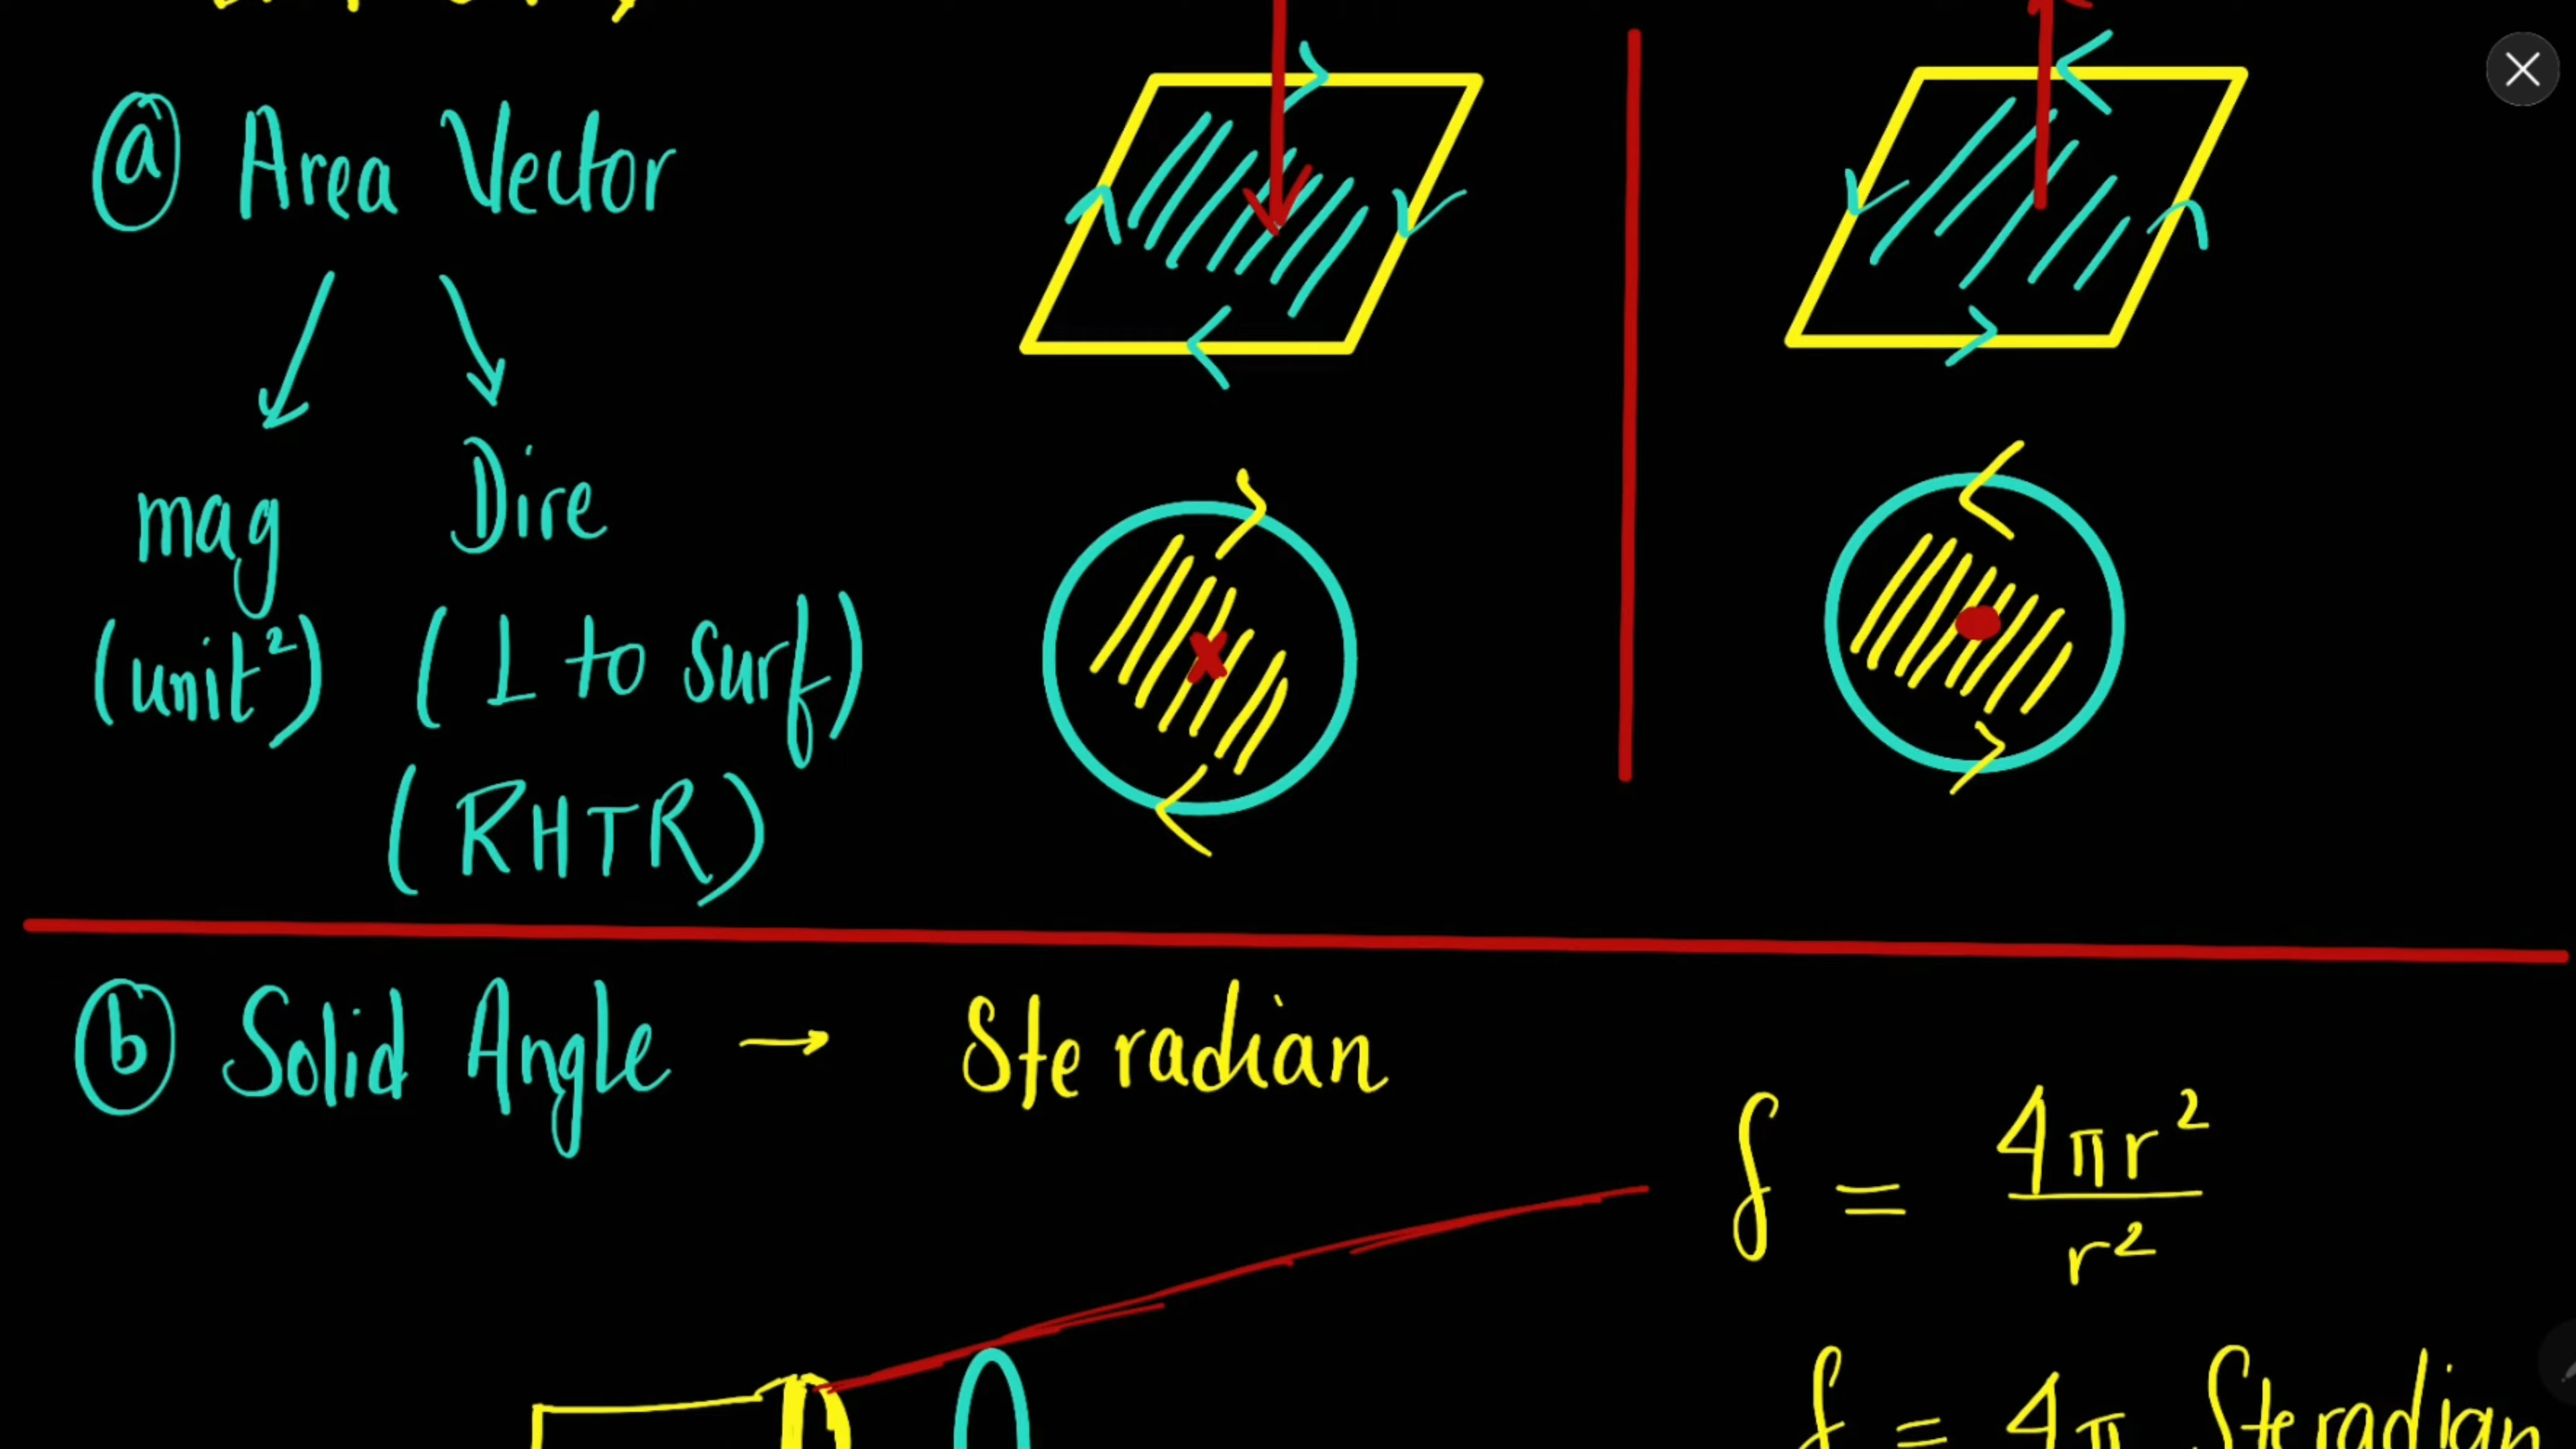 ⓐ Area Vector
mag Dire
(unit²) (⊥ to surf)
(RHTR)
ⓑ Solid Angle → Steradian
δ = 4πr² / r²
δ = 4π Steradian